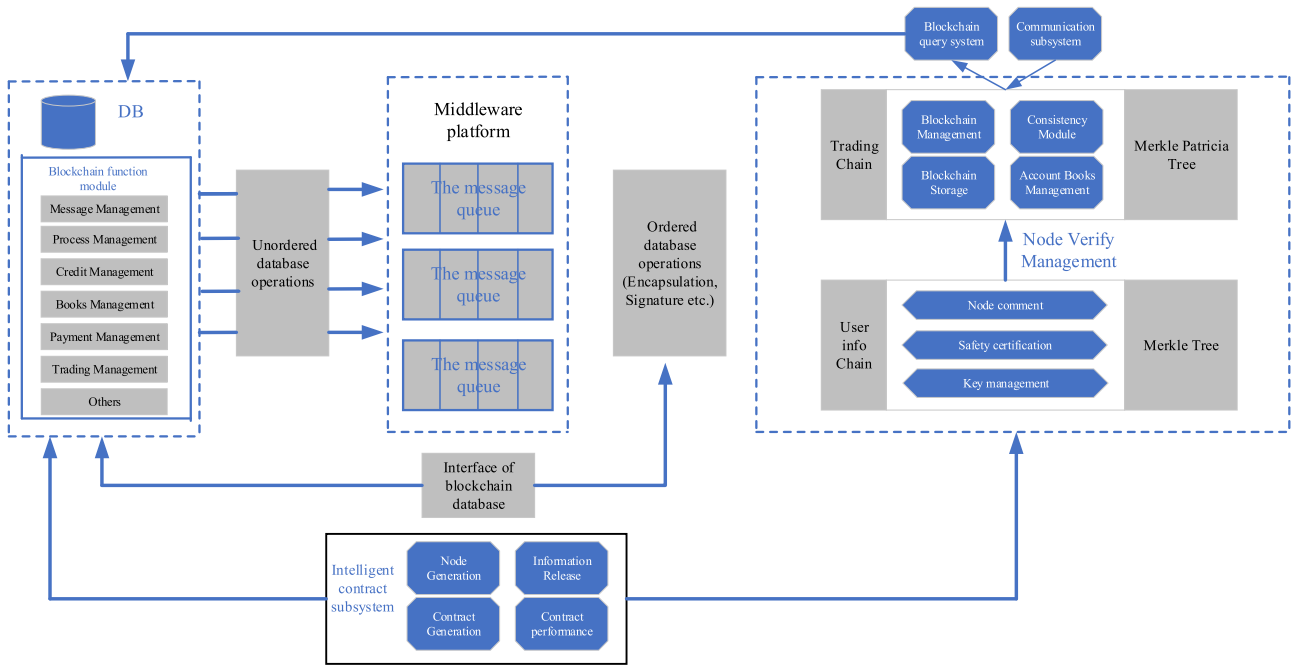 Blockchain
query system
Communication
subsystem
DB
Blockchain function
module
Message Management
Process Management
Credit Management
Books Management
Payment Management
Trading Management
Others
Unordered
database
operations
Middleware
platform
The message
queue
The message
queue
The message
queue
Ordered
database
operations
(Encapsulation,
Signature etc.)
Trading
Chain
Blockchain
Management
Consistency
Module
Blockchain
Storage
Account Books
Management
Merkle Patricia
Tree
Node Verify
Management
User
info
Chain
Node comment
Safety certification
Key management
Merkle Tree
Interface of
blockchain
database
Intelligent
contract
subsystem
Node
Generation
Information
Release
Contract
Generation
Contract
performance